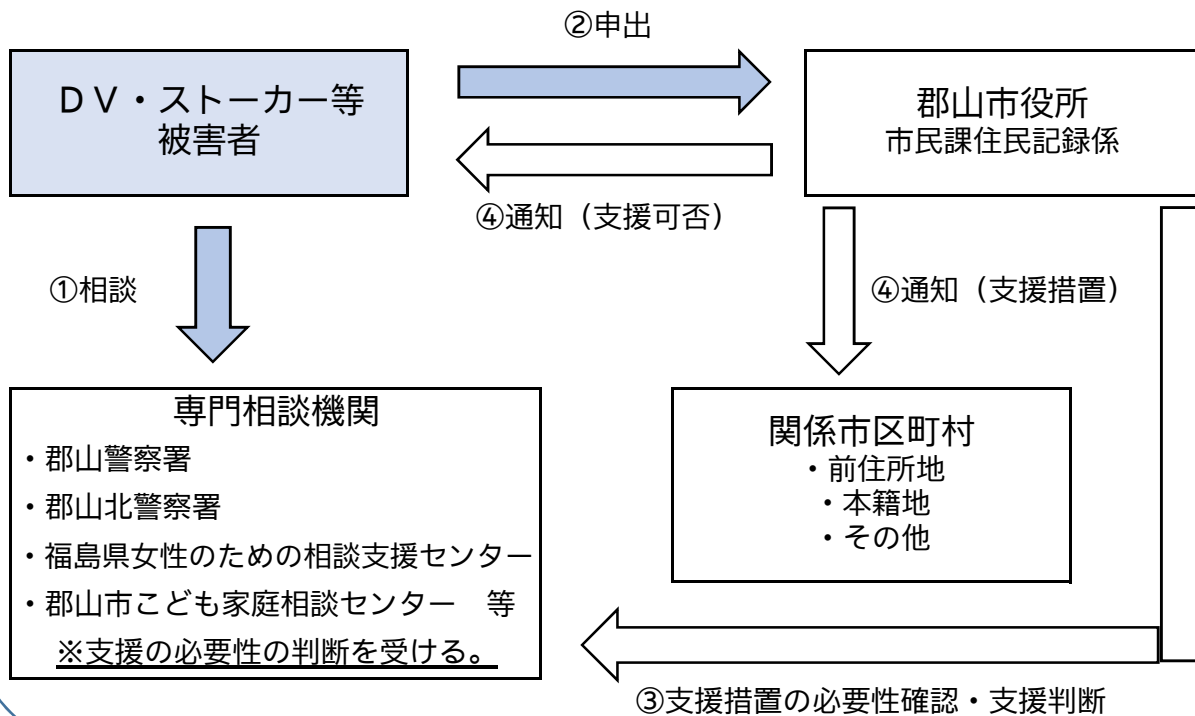 ②申出
ＤＶ・ストーカー等
被害者
郡山市役所
市民課住民記録係
④通知（支援可否）
①相談
④通知（支援措置）
専門相談機関
・郡山警察署
・郡山北警察署
・福島県女性のための相談支援センター
・郡山市こども家庭相談センター　等
※支援の必要性の判断を受ける。
関係市区町村
・前住所地
・本籍地
・その他
③支援措置の必要性確認・支援判断